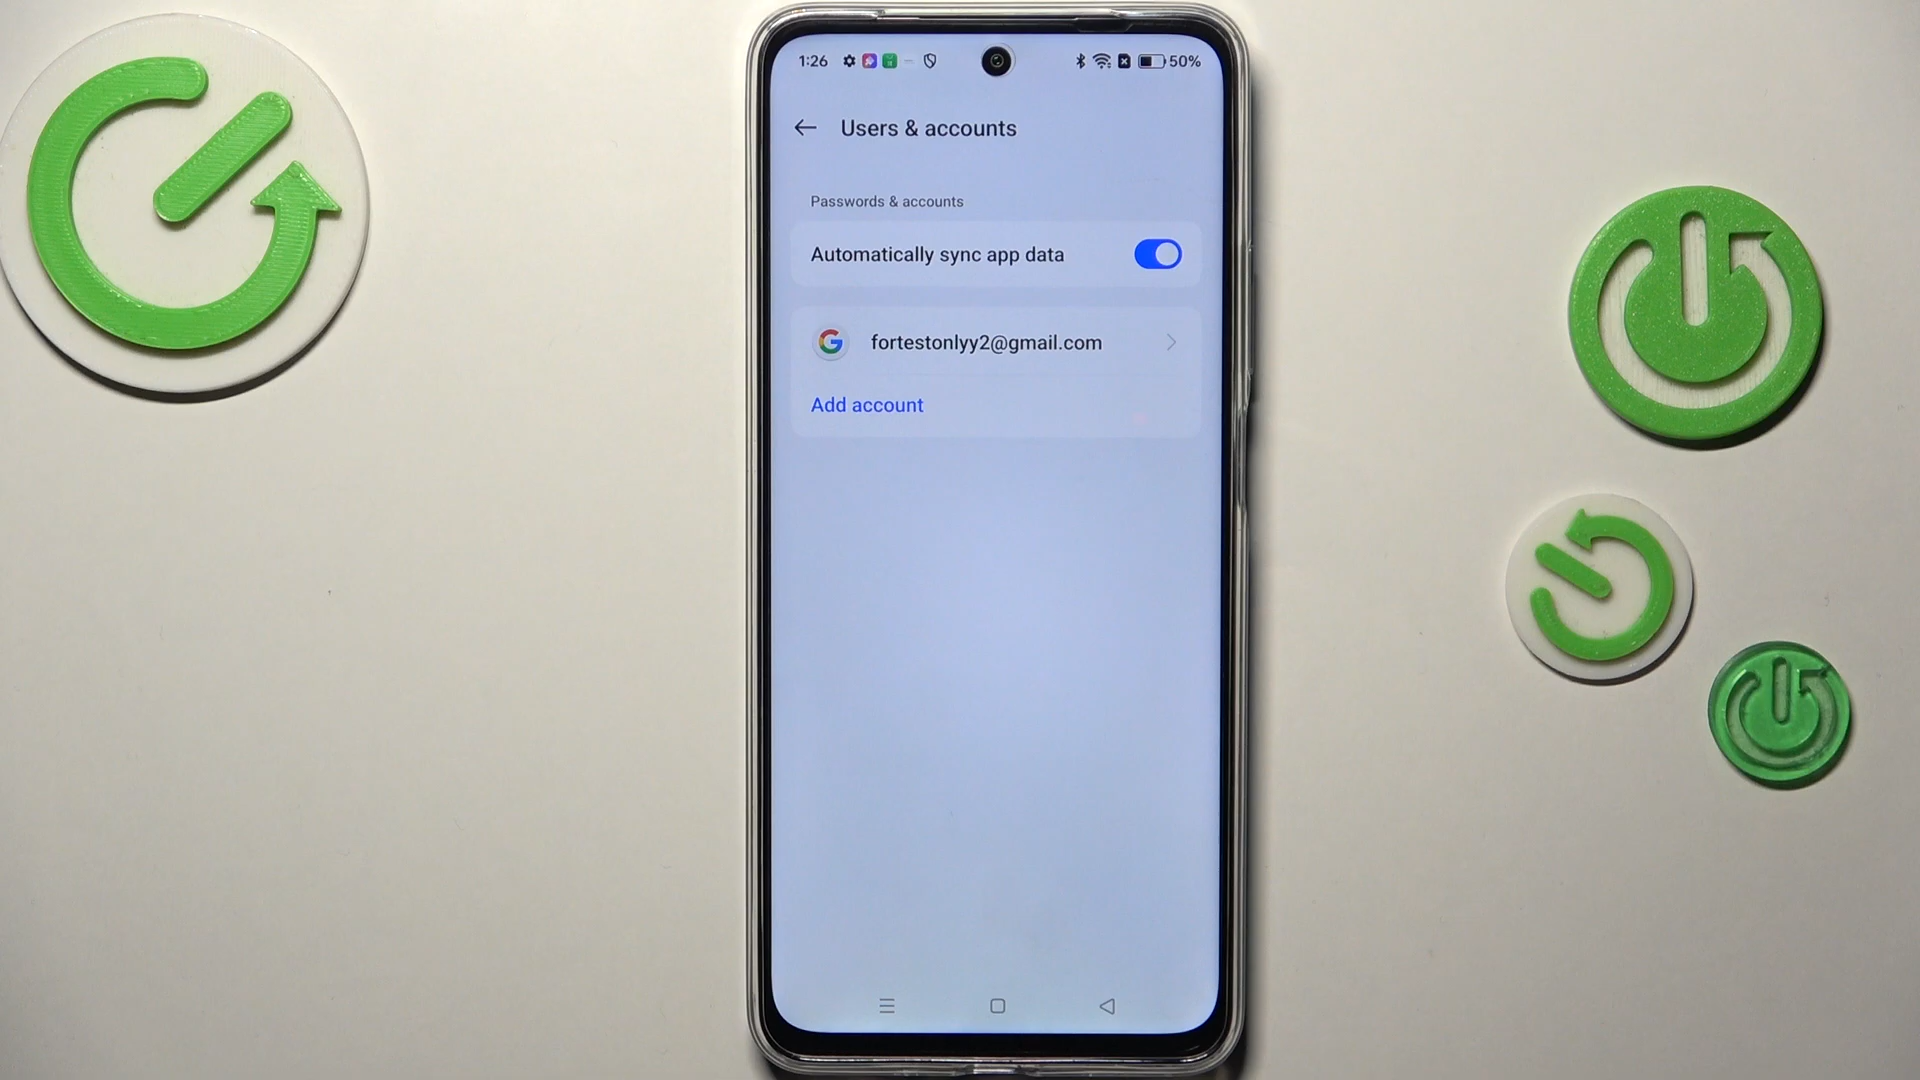 1:26 50%
Users & accounts
Passwords & accounts
Automatically sync app data
fortestonlyy2@gmail.com
Add account